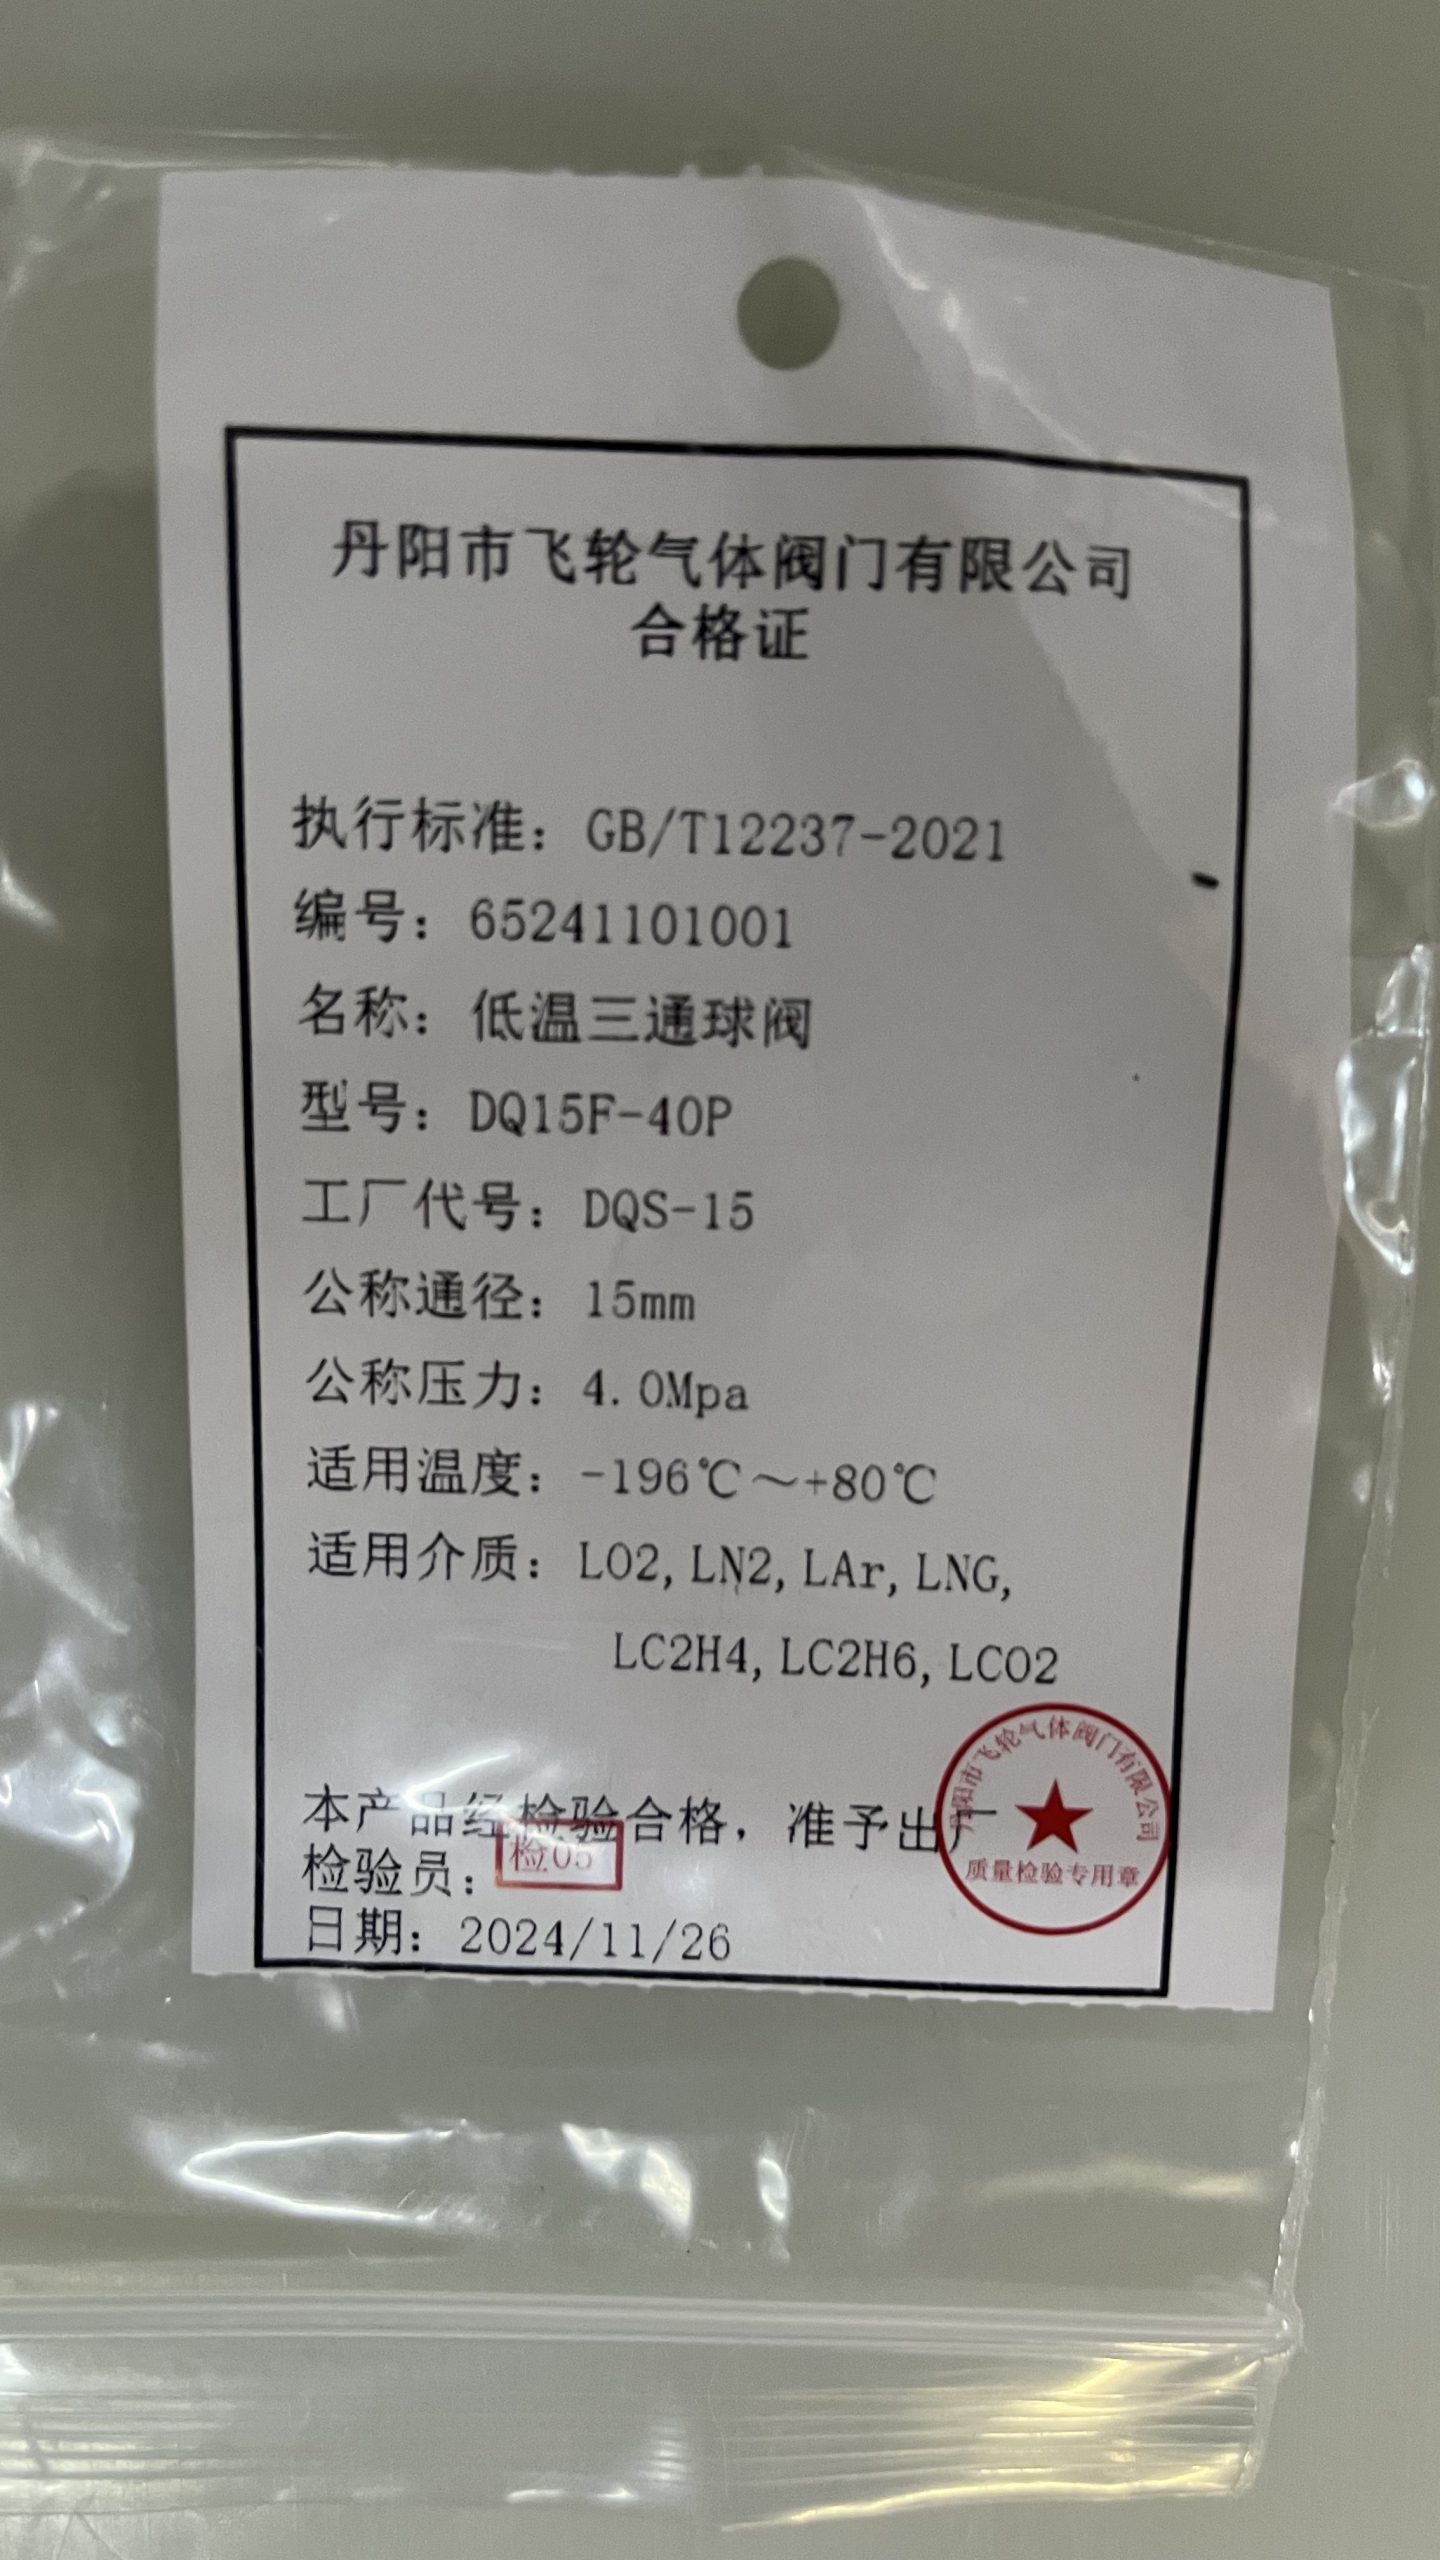 丹阳市飞轮气体阀门有限公司
合格证
执行标准：GB/T12237-2021
编号：65241101001
名称：低温三通球阀
型号：DQ15F-40P
工厂代号：DQS-15
公称通径：15mm
公称压力：4.0Mpa
适用温度：-196℃～+80℃
适用介质：LO2,LN2,LAr,LNG,
LC2H4,LC2H6,LCO2
本产品经检验合格，准予出厂
检验员：检05
日期：2024/11/26
丹阳市飞轮气体阀门有限公司
质量检验专用章